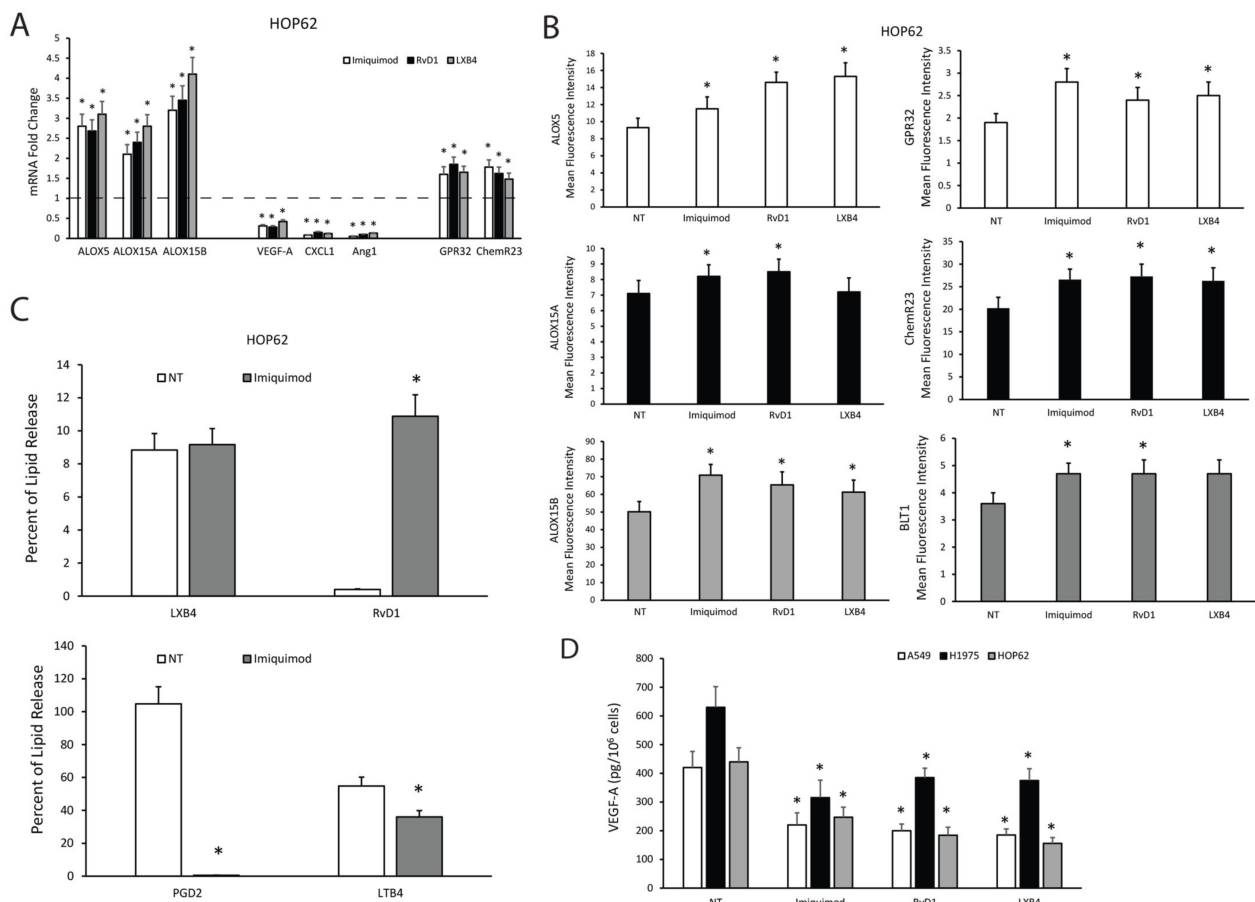 A
HOP62
Imiquimod RvD1 LXB4
mRNA Fold Change
5
4.5
4
3.5
3
2.5
2
1.5
1
0.5
0
* * * * * * * * *
* * * * * * * * *
* * * * * *
ALOX5 ALOX15A ALOX15B VEGF-A CXCL1 Ang1 GPR32 ChemR23
B
HOP62
ALOX5
Mean Fluorescence Intensity
18
16
14
12
10
8
6
4
2
0
* * *
NT Imiquimod RvD1 LXB4
GPR32
Mean Fluorescence Intensity
3.5
3
2.5
2
1.5
1
0.5
0
* * *
NT Imiquimod RvD1 LXB4
ALOX15A
Mean Fluorescence Intensity
10
9
8
7
6
5
4
3
2
1
0
* *
NT Imiquimod RvD1 LXB4
ChemR23
Mean Fluorescence Intensity
40
35
30
25
20
15
10
5
0
* * *
NT Imiquimod RvD1 LXB4
ALOX15B
Mean Fluorescence Intensity
90
80
70
60
50
40
30
20
10
0
* * *
NT Imiquimod RvD1 LXB4
BLT1
Mean Fluorescence Intensity
6
5
4
3
2
1
0
* *
NT Imiquimod RvD1 LXB4
C
HOP62
NT Imiquimod
Percent of Lipid Release
14
12
10
8
6
4
2
0
*
LXB4 RvD1
NT Imiquimod
Percent of Lipid Release
140
120
100
80
60
40
20
0
* *
PGD2 LTB4
D
A549 H1975 HOP62
VEGF-A (pg/10⁶ cells)
800
700
600
500
400
300
200
100
0
* * * * * * * * *
NT Imiquimod RvD1 LXB4